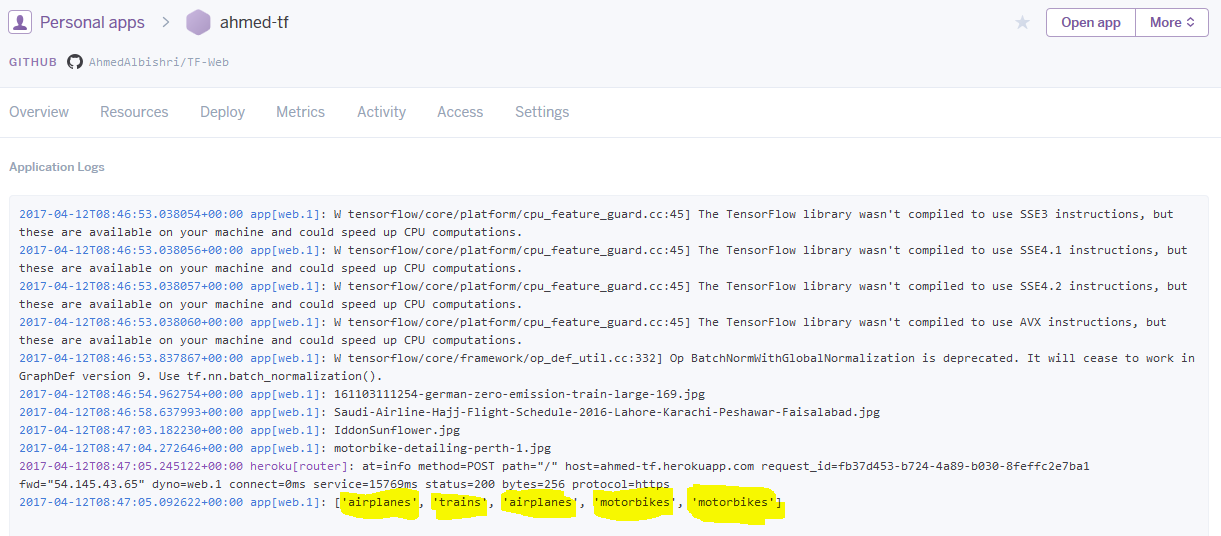 Personal apps > ahmed-tf
Open app More
GITHUB AhmedAlbishri/TF-Web
Overview Resources Deploy Metrics Activity Access Settings
Application Logs
2017-04-12T08:46:53.038054+00:00 app[web.1]: W tensorflow/core/platform/cpu_feature_guard.cc:45] The TensorFlow library wasn't compiled to use SSE3 instructions, but
these are available on your machine and could speed up CPU computations.
2017-04-12T08:46:53.038056+00:00 app[web.1]: W tensorflow/core/platform/cpu_feature_guard.cc:45] The TensorFlow library wasn't compiled to use SSE4.1 instructions, but
these are available on your machine and could speed up CPU computations.
2017-04-12T08:46:53.038057+00:00 app[web.1]: W tensorflow/core/platform/cpu_feature_guard.cc:45] The TensorFlow library wasn't compiled to use SSE4.2 instructions, but
these are available on your machine and could speed up CPU computations.
2017-04-12T08:46:53.038060+00:00 app[web.1]: W tensorflow/core/platform/cpu_feature_guard.cc:45] The TensorFlow library wasn't compiled to use AVX instructions, but
these are available on your machine and could speed up CPU computations.
2017-04-12T08:46:53.837867+00:00 app[web.1]: W tensorflow/core/framework/op_def_util.cc:332] Op BatchNormWithGlobalNormalization is deprecated. It will cease to work in
GraphDef version 9. Use tf.nn.batch_normalization().
2017-04-12T08:46:54.962754+00:00 app[web.1]: 161103111254-german-zero-emission-train-large-169.jpg
2017-04-12T08:46:58.637993+00:00 app[web.1]: Saudi-Airline-Hajj-Flight-Schedule-2016-Lahore-Karachi-Peshawar-Faisalabad.jpg
2017-04-12T08:47:03.182230+00:00 app[web.1]: IddonSunflower.jpg
2017-04-12T08:47:04.272646+00:00 app[web.1]: motorbike-detailing-perth-1.jpg
2017-04-12T08:47:05.245122+00:00 heroku[router]: at=info method=POST path="/" host=ahmed-tf.herokuapp.com request_id=fb37d453-b724-4a89-b030-8feffc2e7ba1
fwd="54.145.43.65" dyno=web.1 connect=0ms service=15769ms status=200 bytes=256 protocol=https
2017-04-12T08:47:05.092622+00:00 app[web.1]: ['airplanes', 'trains', 'airplanes', 'motorbikes', 'motorbikes']